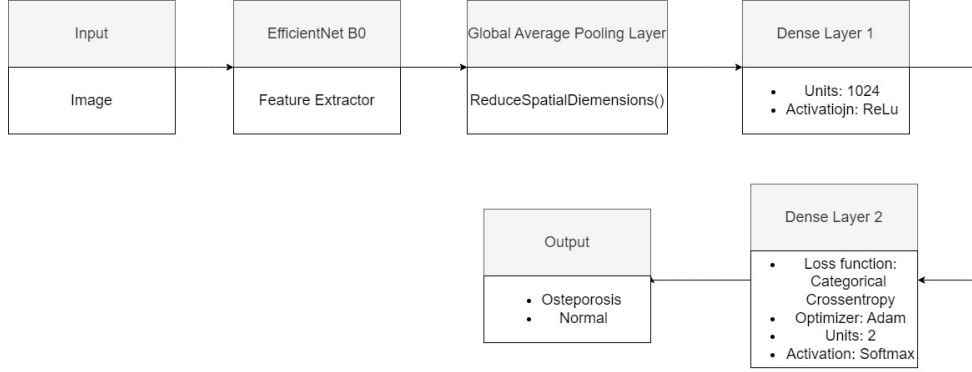 Input
Image
EfficientNet B0
Feature Extractor
Global Average Pooling Layer
ReduceSpatialDiemensions()
Dense Layer 1
• Units: 1024
• Activatiojn: ReLu
Dense Layer 2
• Loss function:
Categorical
Crossentropy
• Optimizer: Adam
• Units: 2
• Activation: Softmax
Output
• Osteporosis
• Normal